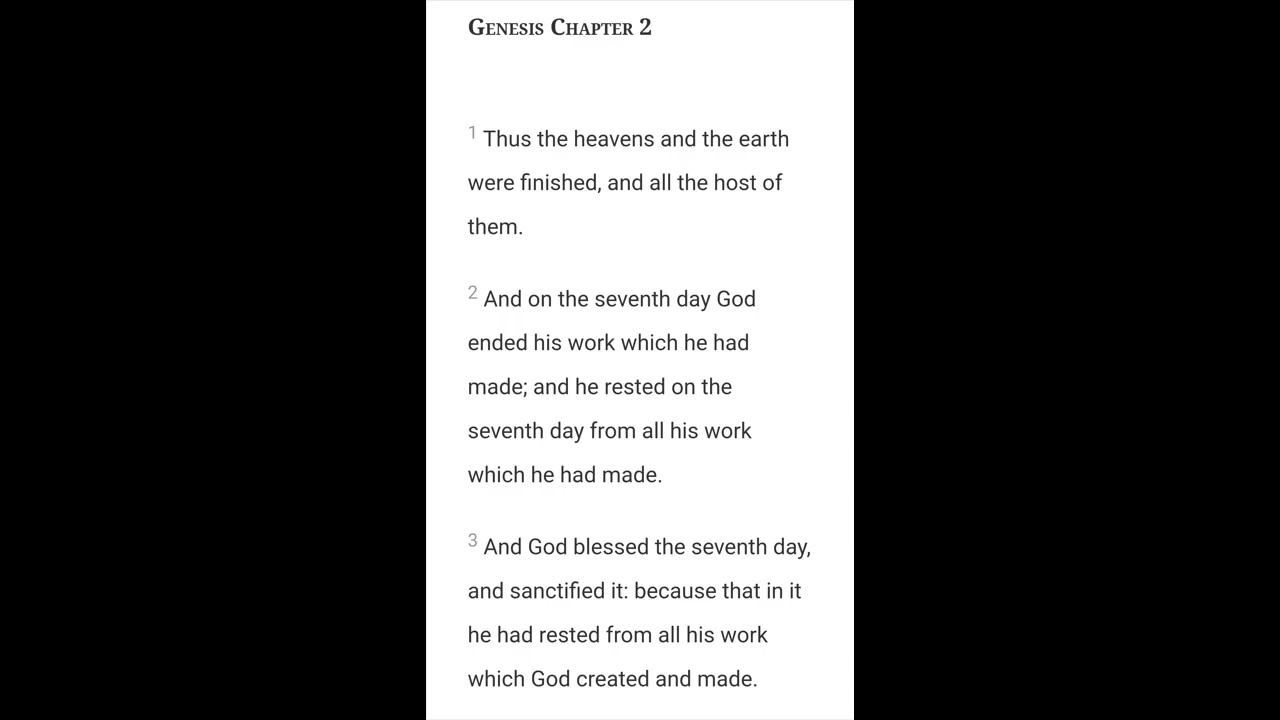 Genesis Chapter 2
1 Thus the heavens and the earth
were finished, and all the host of
them.
2 And on the seventh day God
ended his work which he had
made; and he rested on the
seventh day from all his work
which he had made.
3 And God blessed the seventh day,
and sanctified it: because that in it
he had rested from all his work
which God created and made.